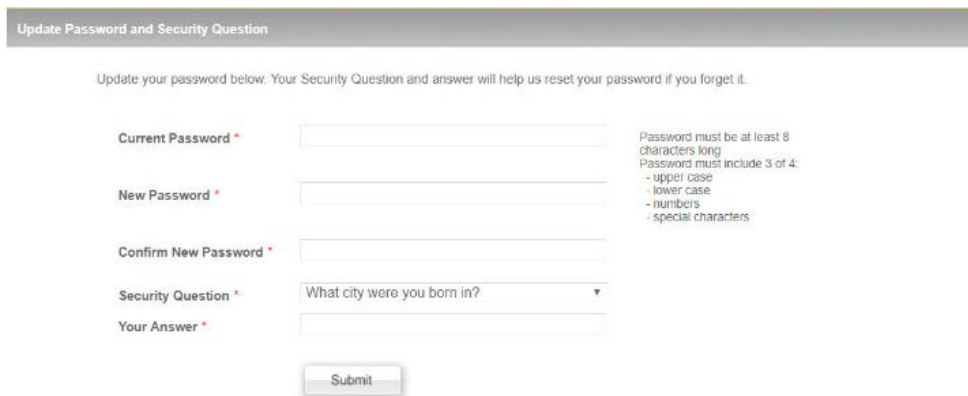 Update Password and Security Question
Update your password below. Your Security Question and answer will help us reset your password if you forget it.
Current Password *
Password must be at least 8
characters long
Password must include 3 of 4:
- upper case
- lower case
- numbers
- special characters
New Password *
Confirm New Password *
Security Question *
What city were you born in?
Your Answer *
Submit